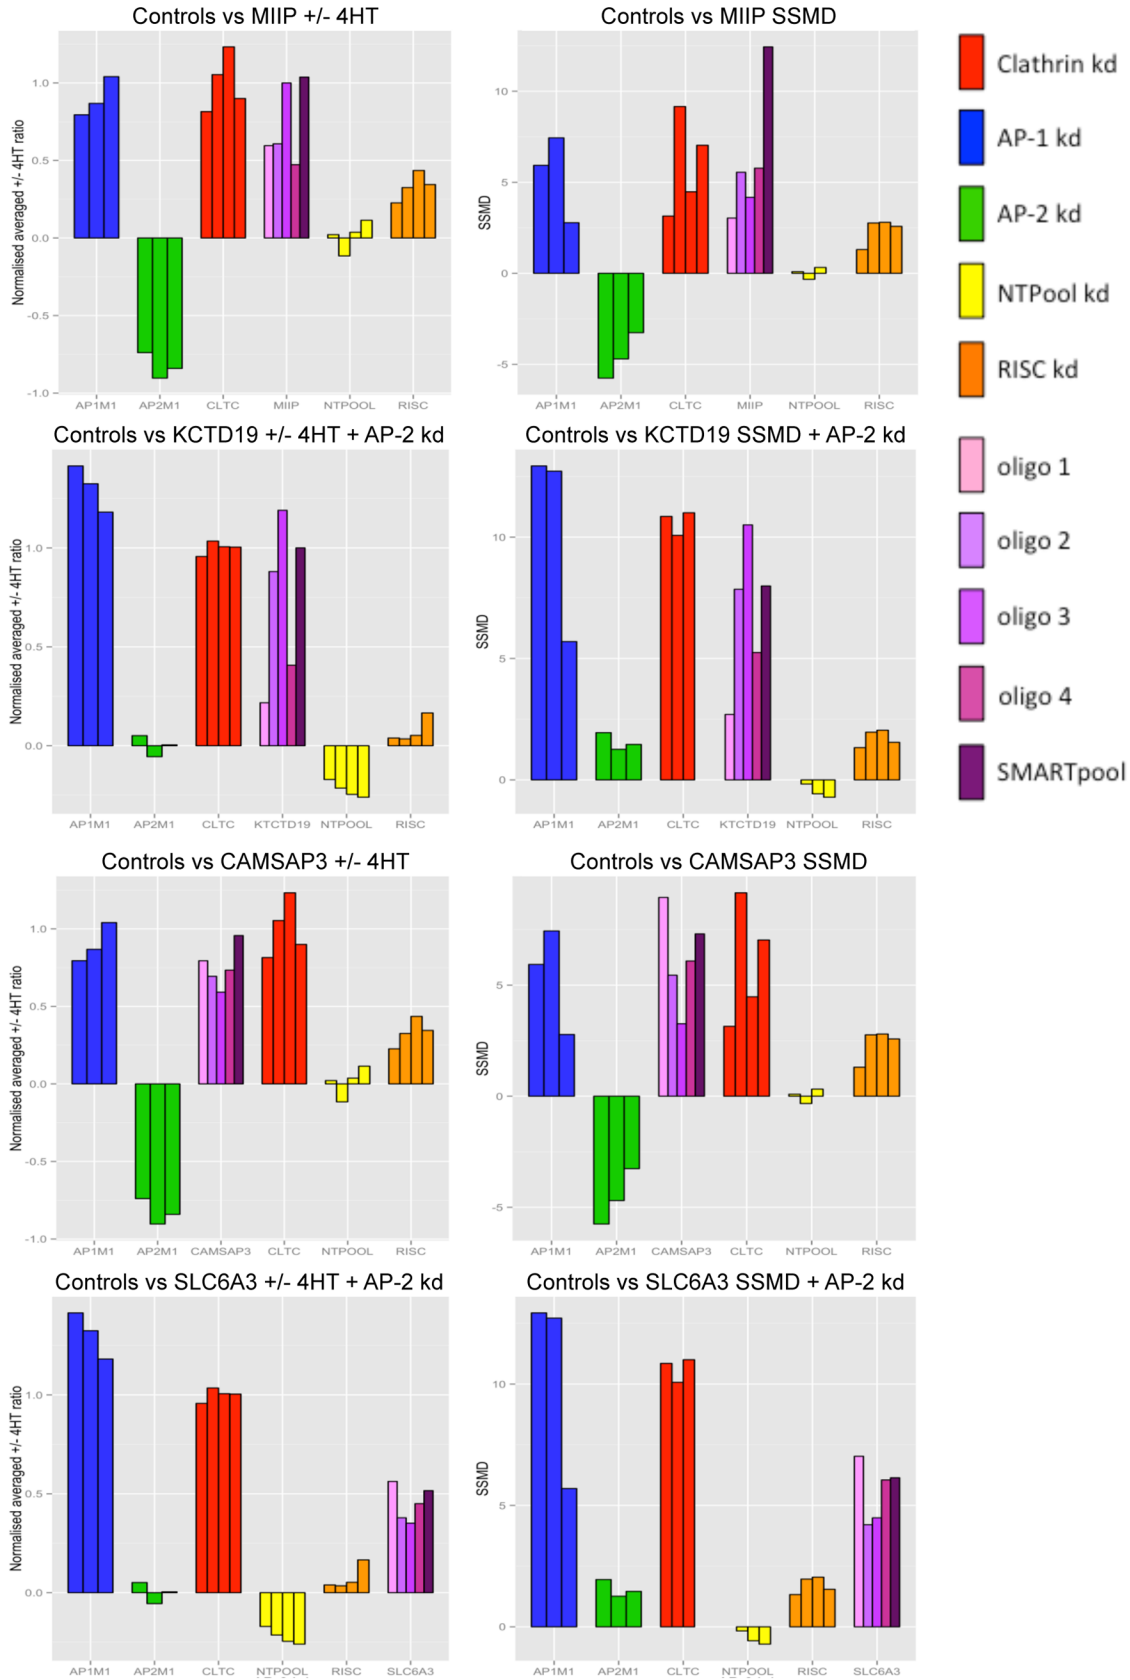 Controls vs MIIP +/- 4HT
Normalised averaged +/- 4HT ratio
1.0
0.5
0.0
-0.5
-1.0
AP1M1 AP2M1 CLTC MIIP NTPOOL RISC
Controls vs MIIP SSMD
SSMD
10
5
0
-5
AP1M1 AP2M1 CLTC MIIP NTPOOL RISC
Clathrin kd
AP-1 kd
AP-2 kd
NTPool kd
RISC kd
oligo 1
oligo 2
oligo 3
oligo 4
SMARTpool
Controls vs KCTD19 +/- 4HT + AP-2 kd
Normalised averaged +/- 4HT ratio
1.0
0.5
0.0
AP1M1 AP2M1 CLTC KTCTD19 NTPOOL RISC
Controls vs KCTD19 SSMD + AP-2 kd
SSMD
10
5
0
AP1M1 AP2M1 CLTC KTCTD19 NTPOOL RISC
Controls vs CAMSAP3 +/- 4HT
Normalised averaged +/- 4HT ratio
1.0
0.5
0.0
-0.5
-1.0
AP1M1 AP2M1 CAMSAP3 CLTC NTPOOL RISC
Controls vs CAMSAP3 SSMD
SSMD
5
0
-5
AP1M1 AP2M1 CAMSAP3 CLTC NTPOOL RISC
Controls vs SLC6A3 +/- 4HT + AP-2 kd
Normalised averaged +/- 4HT ratio
1.0
0.5
0.0
AP1M1 AP2M1 CLTC NTPOOL RISC SLC6A3
Controls vs SLC6A3 SSMD + AP-2 kd
SSMD
10
5
0
AP1M1 AP2M1 CLTC NTPOOL RISC SLC6A3